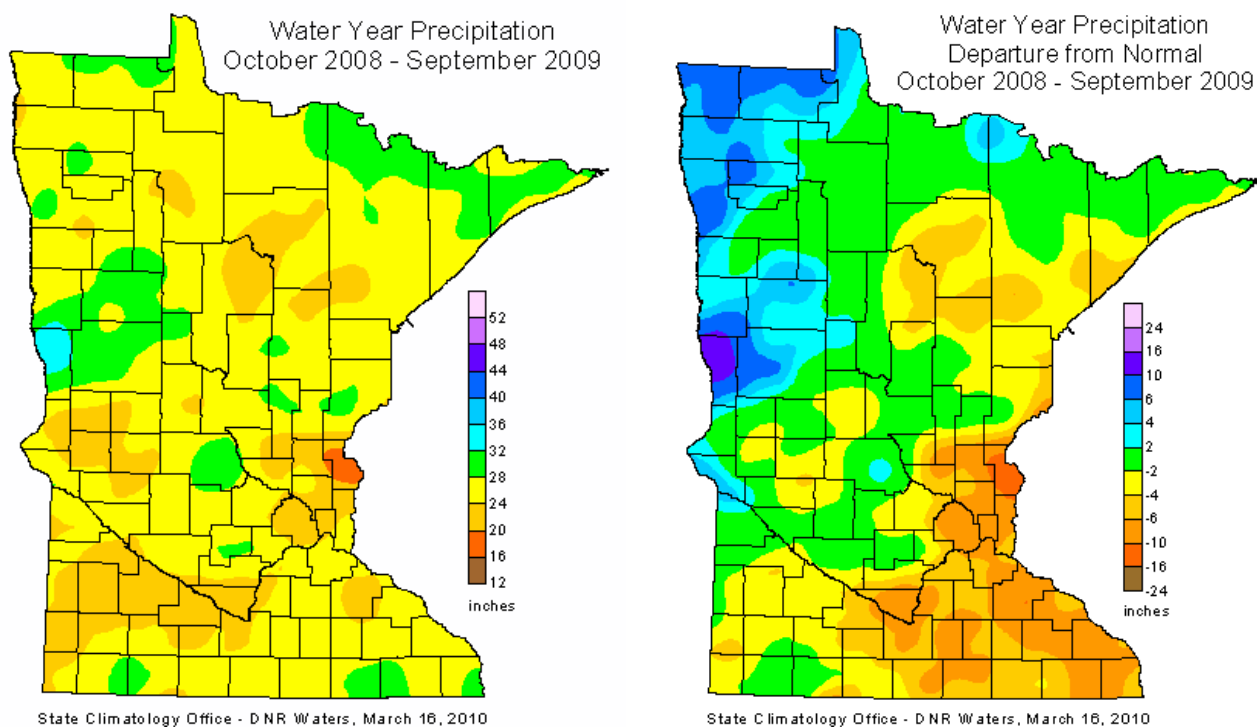 Water Year Precipitation
October 2008 - September 2009
52
48
44
40
36
32
28
24
20
16
12
inches
State Climatology Office - DNR Waters, March 16, 2010
Water Year Precipitation
Departure from Normal
October 2008 - September 2009
24
16
10
6
2
-2
-4
-6
-10
-16
-24
inches
State Climatology Office - DNR Waters, March 16, 2010